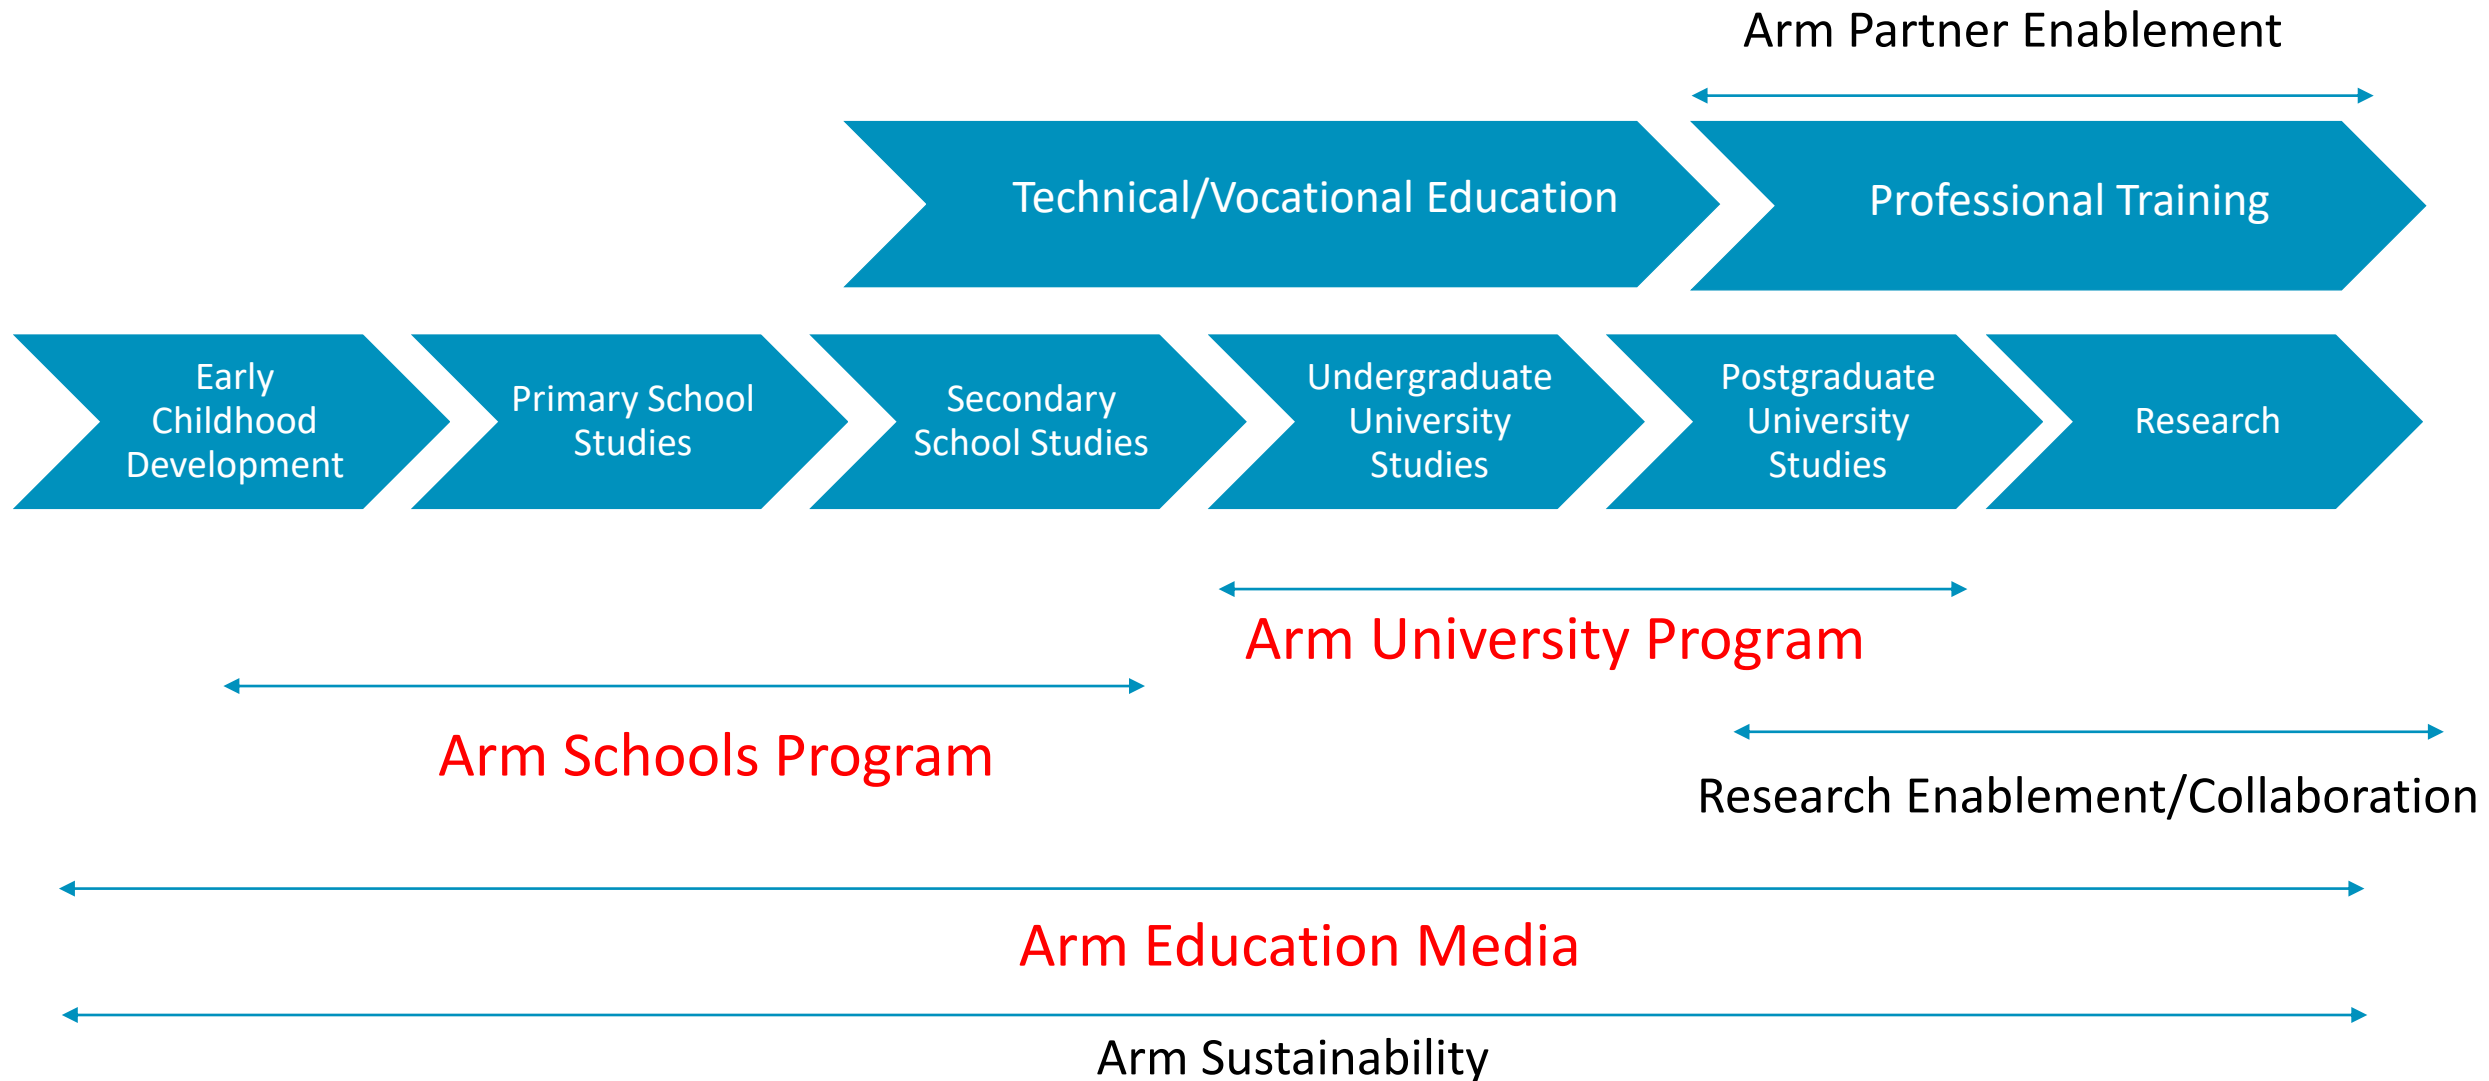 Arm Partner Enablement
Technical/Vocational Education
Professional Training
Early
Childhood
Development
Primary School
Studies
Secondary
School Studies
Undergraduate
University
Studies
Postgraduate
University
Studies
Research
Arm University Program
Arm Schools Program
Research Enablement/Collaboration
Arm Education Media
Arm Sustainability